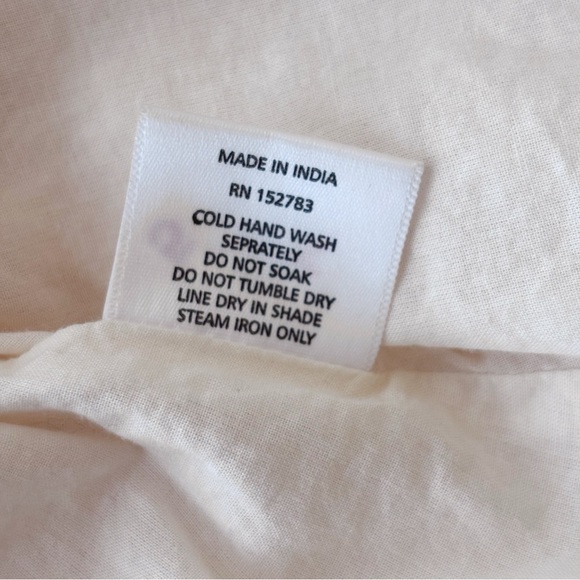 MADE IN INDIA
RN 152783
COLD HAND WASH
SEPRATELY
DO NOT SOAK
DO NOT TUMBLE DRY
LINE DRY IN SHADE
STEAM IRON ONLY